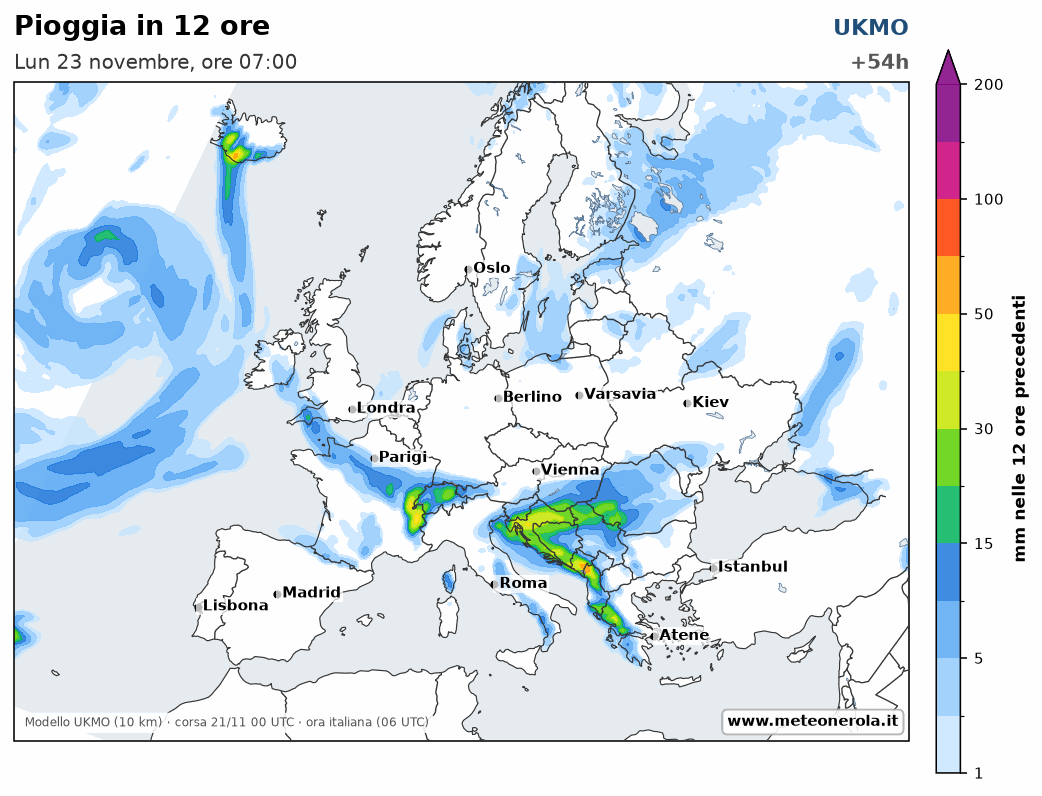 Pioggia in 12 ore
UKMO
Lun 23 novembre, ore 07:00
+54h
200
100
50
30
15
5
1
mm nelle 12 ore precedenti
Oslo
Londra
Berlino
Varsavia
Kiev
Parigi
Vienna
Istanbul
Roma
Madrid
Lisbona
Atene
Modello UKMO (10 km) · corsa 21/11 00 UTC · ora italiana (06 UTC)
www.meteonerola.it